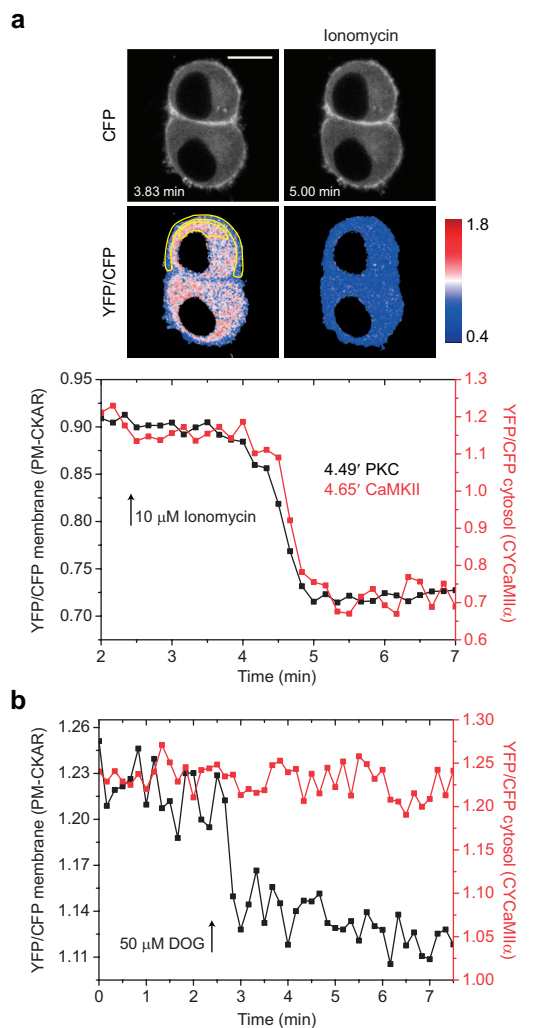 a
Ionomycin
CFP
3.83 min
5.00 min
YFP/CFP
1.8
0.4
YFP/CFP membrane (PM-CKAR)
0.95
0.90
0.85
0.80
0.75
0.70
4.49′ PKC
4.65′ CaMKII
10 μM Ionomycin
1.3
1.2
1.1
1.0
0.9
0.8
0.7
0.6
YFP/CFP cytosol (CYCaMIIα)
2 3 4 5 6 7
Time (min)
b
YFP/CFP membrane (PM-CKAR)
1.26
1.23
1.20
1.17
1.14
1.11
50 μM DOG
1.30
1.25
1.20
1.15
1.10
1.05
1.00
YFP/CFP cytosol (CYCaMIIα)
0 1 2 3 4 5 6 7
Time (min)